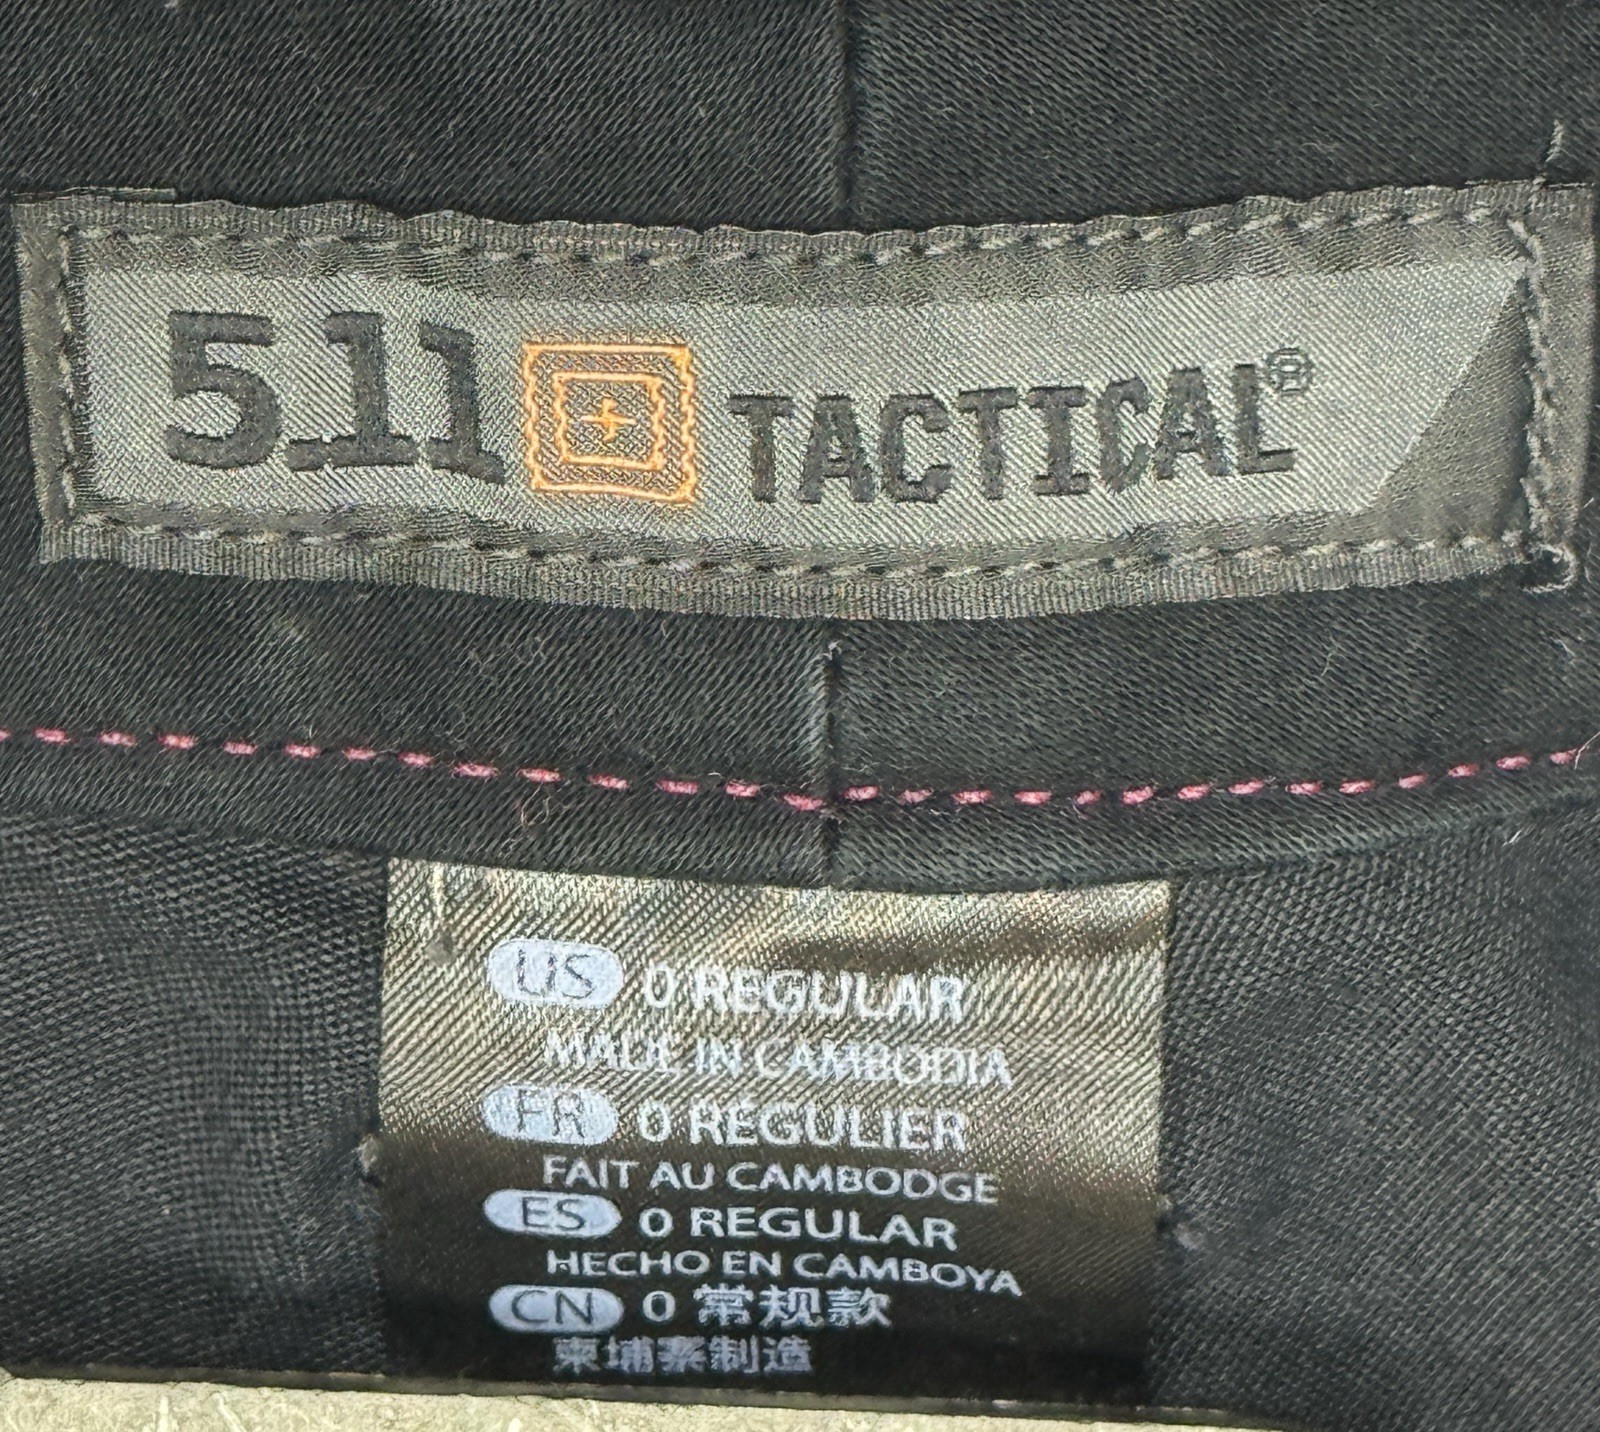 5.11 TACTICAL®
US 0 REGULAR
MADE IN CAMBODIA
FR 0 RÉGULIER
FAIT AU CAMBODGE
ES 0 REGULAR
HECHO EN CAMBOYA
CN 0 常规款
柬埔寨制造